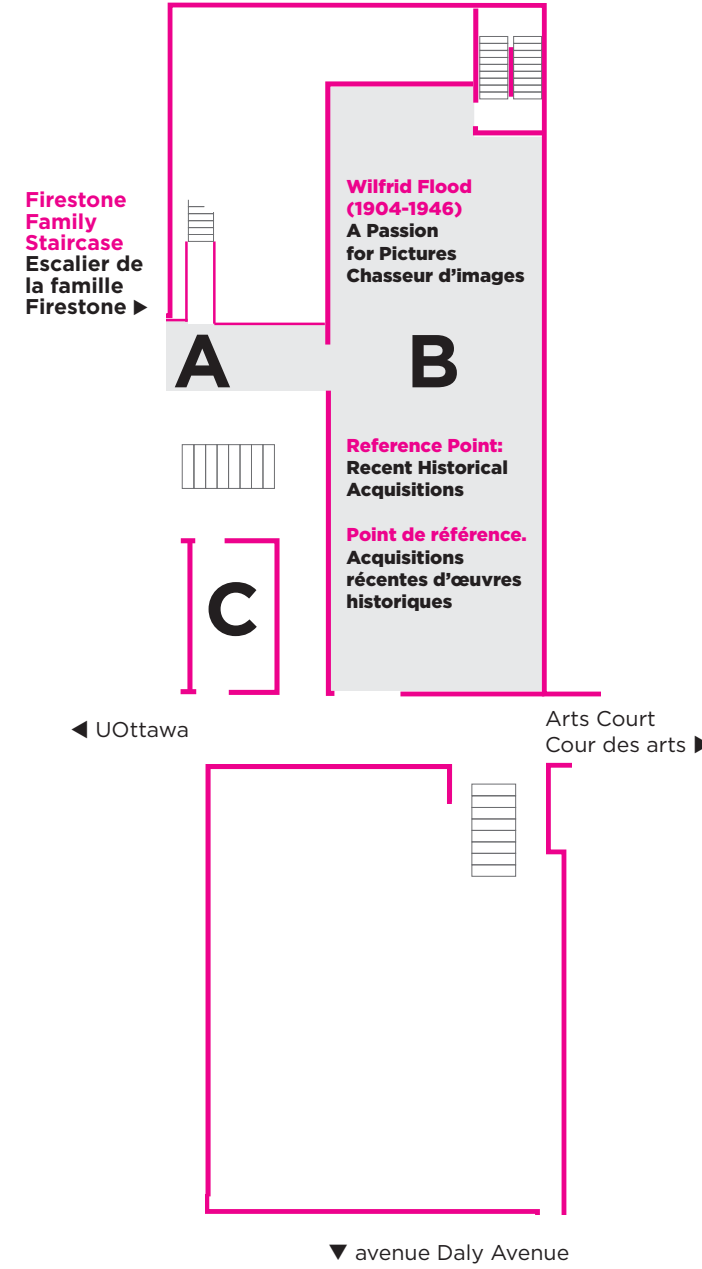 Firestone
Family
Staircase
Escalier de
la famille
Firestone ▶
Wilfrid Flood
(1904-1946)
A Passion
for Pictures
Chasseur d’images
A
B
Reference Point:
Recent Historical
Acquisitions
Point de référence.
Acquisitions
récentes d’œuvres
historiques
C
◀ UOttawa
Arts Court
Cour des arts ▶
▼ avenue Daly Avenue